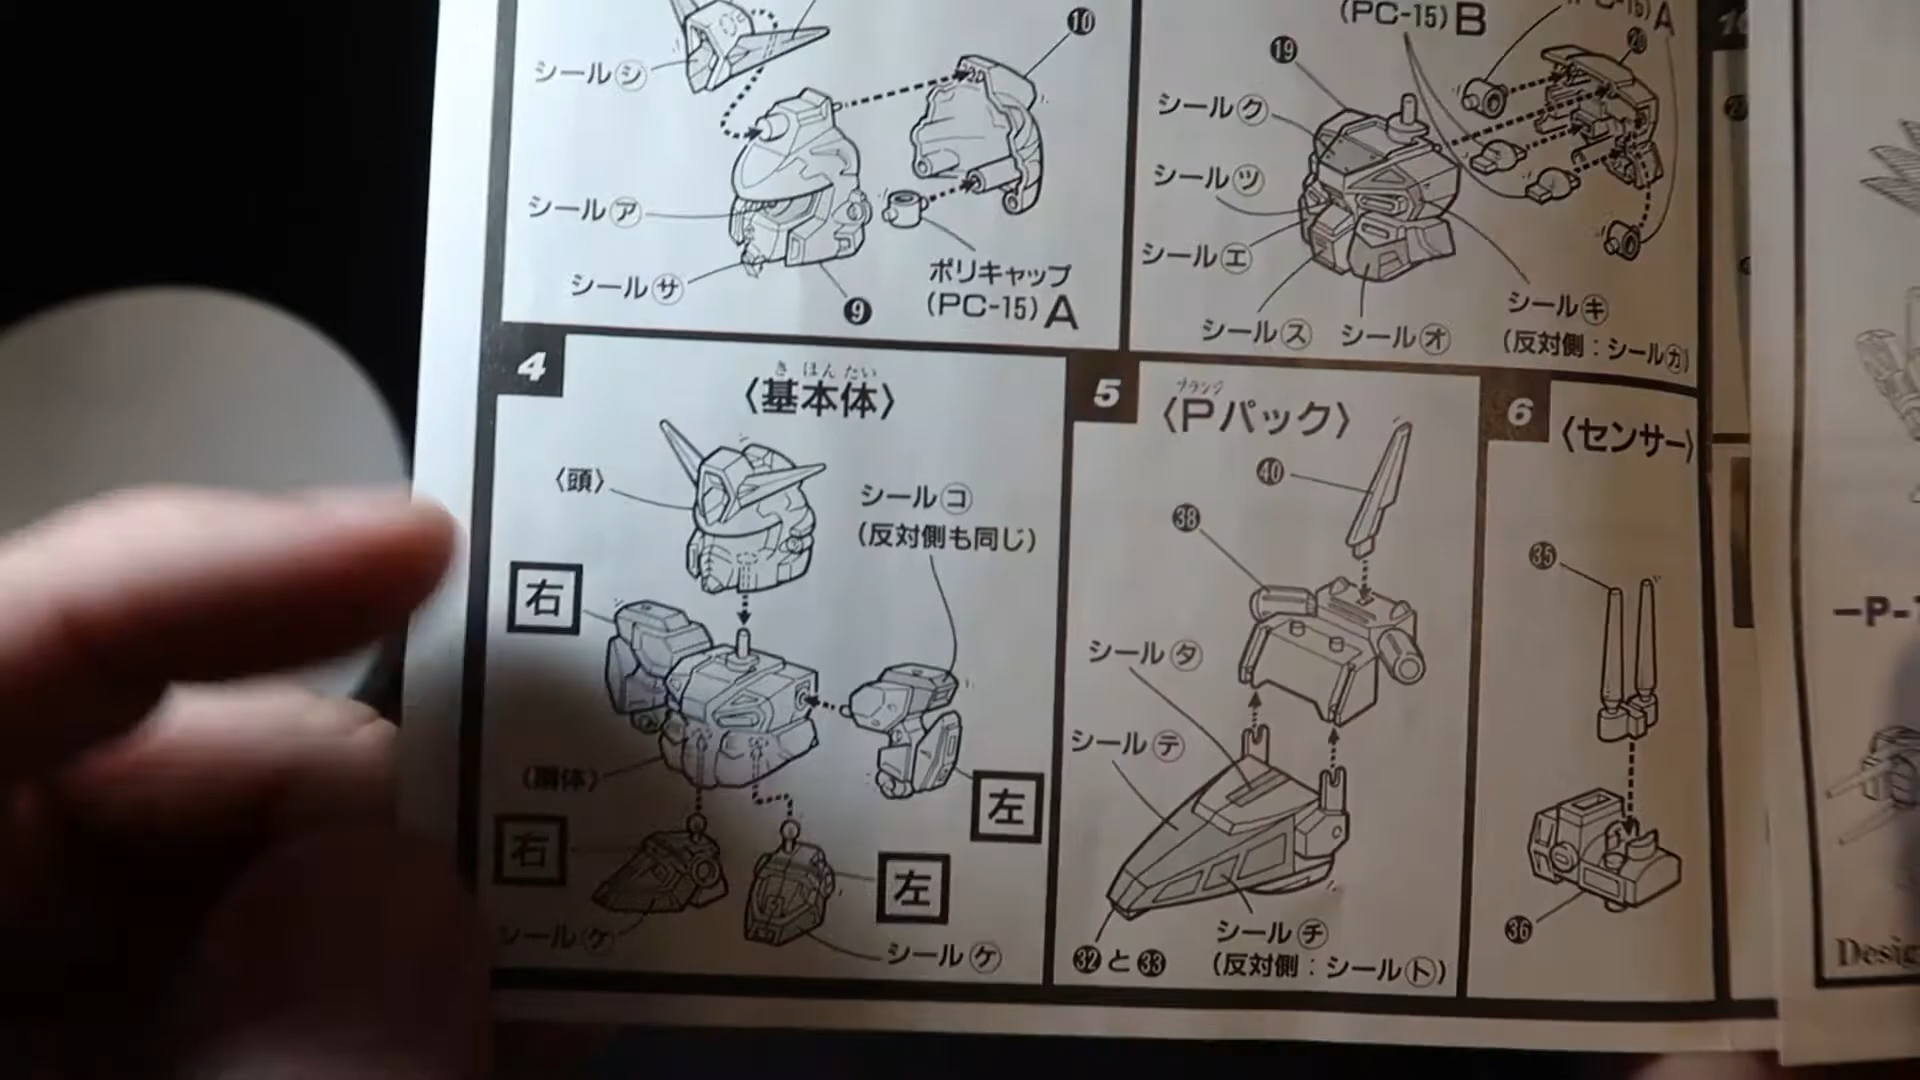 シールシ
10
シールア
シールサ
9
ポリキャップ
(PC-15) A
(PC-15) B
A
19
20
シールク
シールツ
シールエ
シールス
シールオ
シールキ
(反対側:シールカ)
4
きほんたい
〈基本体〉
〈頭〉
シールコ
(反対側も同じ)
右
〈胴体〉
左
右
左
シールケ
シールケ
5
プランク
〈Pパック〉
40
38
シールタ
シールテ
シールチ
32と33
(反対側:シールト)
6
〈センサー〉
35
36
Desig